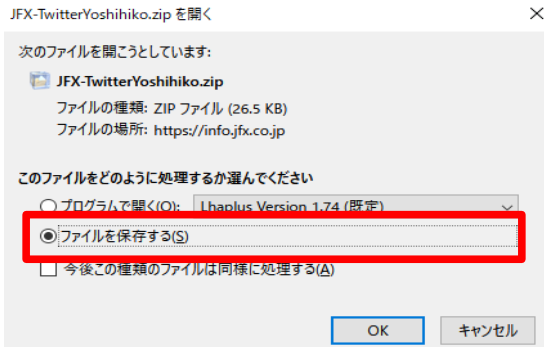 JFX-TwitterYoshihiko.zip を開く
次のファイルを開こうとしています:
JFX-TwitterYoshihiko.zip
ファイルの種類: ZIP ファイル (26.5 KB)
ファイルの場所: https://info.jfx.co.jp
このファイルをどのように処理するか選んでください
プログラムで開く(O): Lhaplus Version 1.74 (既定)
ファイルを保存する(S)
今後この種類のファイルは同様に処理する(A)
OK キャンセル